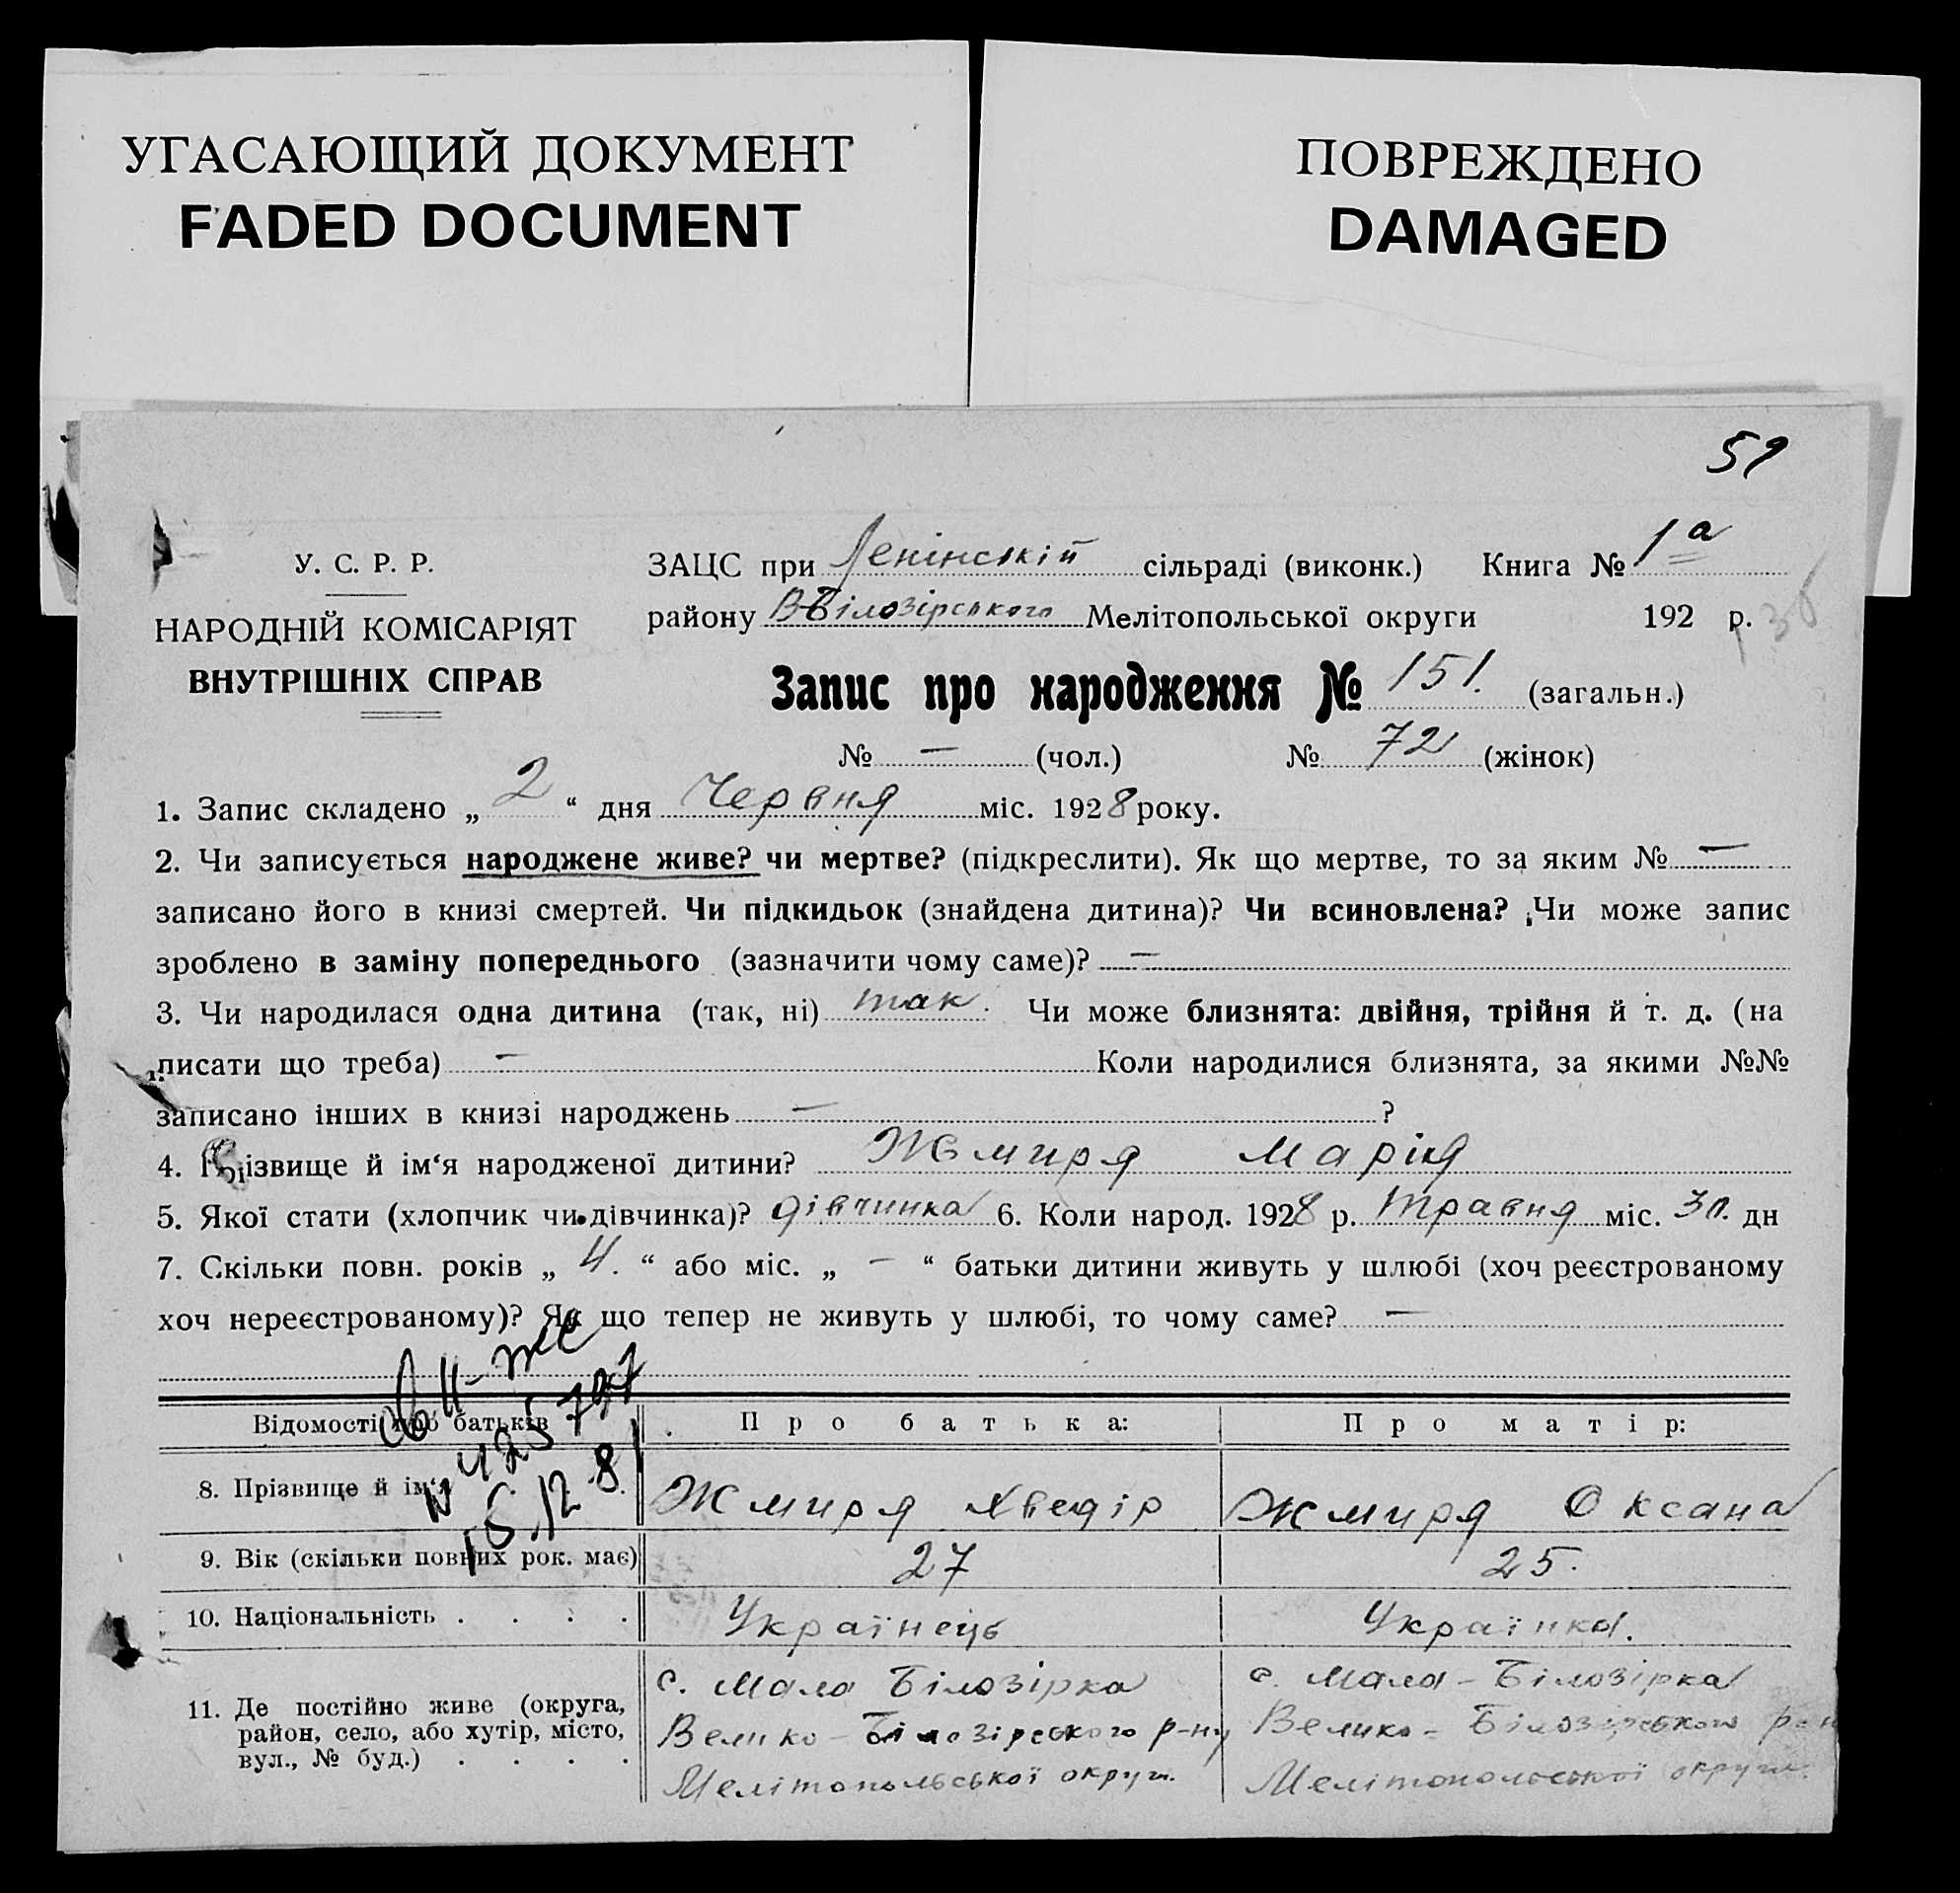 УГАСАЮЩИЙ ДОКУМЕНТ
FADED DOCUMENT
ПОВРЕЖДЕНО
DAMAGED
59
У. С. Р. Р.
НАРОДНІЙ КОМІСАРІЯТ
ВНУТРІШНІХ СПРАВ
ЗАЦС при Ленінській сільраді (виконк.) Книга № 1а
району ВБілозірського Мелітопольської округи 192 р.
Запис про народження № 151. (загальн.)
№ — (чол.) № 72 (жінок)
1. Запис складено „ 2 “ дня Червня міс. 1928 року.
2. Чи записується народжене живе? чи мертве? (підкреслити). Як що мертве, то за яким № —
записано його в книзі смертей. Чи підкидьок (знайдена дитина)? Чи всиновлена? Чи може запис
зроблено в заміну попереднього (зазначити чому саме)? —
3. Чи народилася одна дитина (так, ні) так. Чи може близнята: двійня, трійня й т. д. (на
писати що треба) — Коли народилися близнята, за якими №№
записано інших в книзі народжень — ?
4. Прізвище й ім‘я народженої дитини? Жмиря Марія
5. Якої стати (хлопчик чи дівчинка)? дівчинка 6. Коли народ. 1928 р. Травня міс. 30. дн
7. Скільки повн. років „ 4. “ або міс. „ — “ батьки дитини живуть у шлюбі (хоч реєстрованому
хоч нереєстрованому)? Як що тепер не живуть у шлюбі, то чому саме? —
Відомості про батьків Про батька: Про матір:
8. Прізвище й ім‘я Жмиря Хведір Жмиря Оксана
9. Вік (скільки повних рок. має) 27 25.
10. Національність . . . . Українець Українка.
11. Де постійно живе (округа,
район, село, або хутір, місто,
вул., № буд.) . . . .
с. Мало Білозірка
Велико-Білозірського р-ну
Мелітопольської округи.
с. Мала-Білозірка
Велико-Білозірського р-н
Мелітопольської округи.